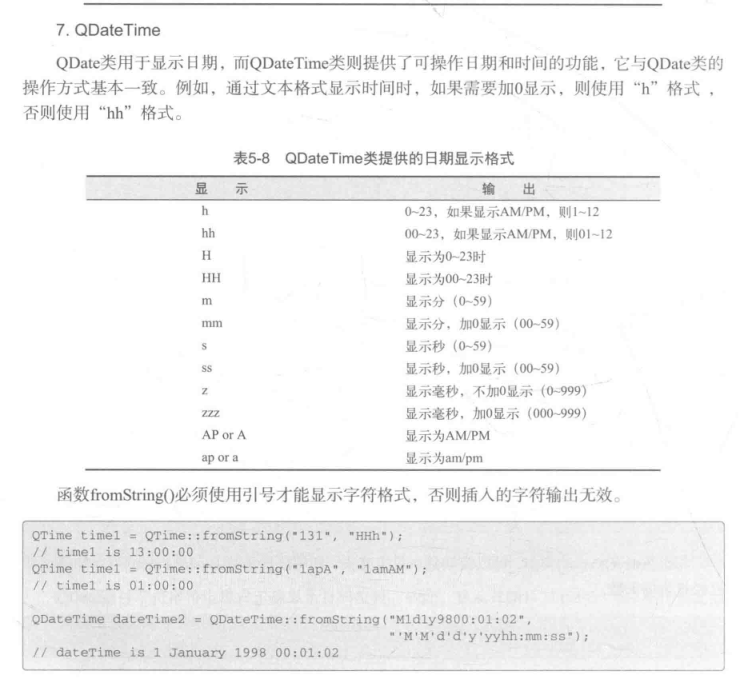 7. QDateTime
QDate类用于显示日期，而QDateTime类则提供了可操作日期和时间的功能，它与QDate类的
操作方式基本一致。例如，通过文本格式显示时间时，如果需要加0显示，则使用“h”格式，
否则使用“hh”格式。
表5-8 QDateTime类提供的日期显示格式
显 示 输 出
h 0~23，如果显示AM/PM，则1~12
hh 00~23，如果显示AM/PM，则01~12
H 显示为0~23时
HH 显示为00~23时
m 显示分（0~59）
mm 显示分，加0显示（00~59）
s 显示秒（0~59）
ss 显示秒，加0显示（00~59）
z 显示毫秒，不加0显示（0~999）
zzz 显示毫秒，加0显示（000~999）
AP or A 显示为AM/PM
ap or a 显示为am/pm
函数fromString()必须使用引号才能显示字符格式，否则插入的字符输出无效。
QTime time1 = QTime::fromString("131", "HHh");
// time1 is 13:00:00
QTime time1 = QTime::fromString("1apA", "1amAM");
// time1 is 01:00:00
QDateTime dateTime2 = QDateTime::fromString("M1d1y9800:01:02",
"'M'M'd'd'y'yyhh:mm:ss");
// dateTime is 1 January 1998 00:01:02